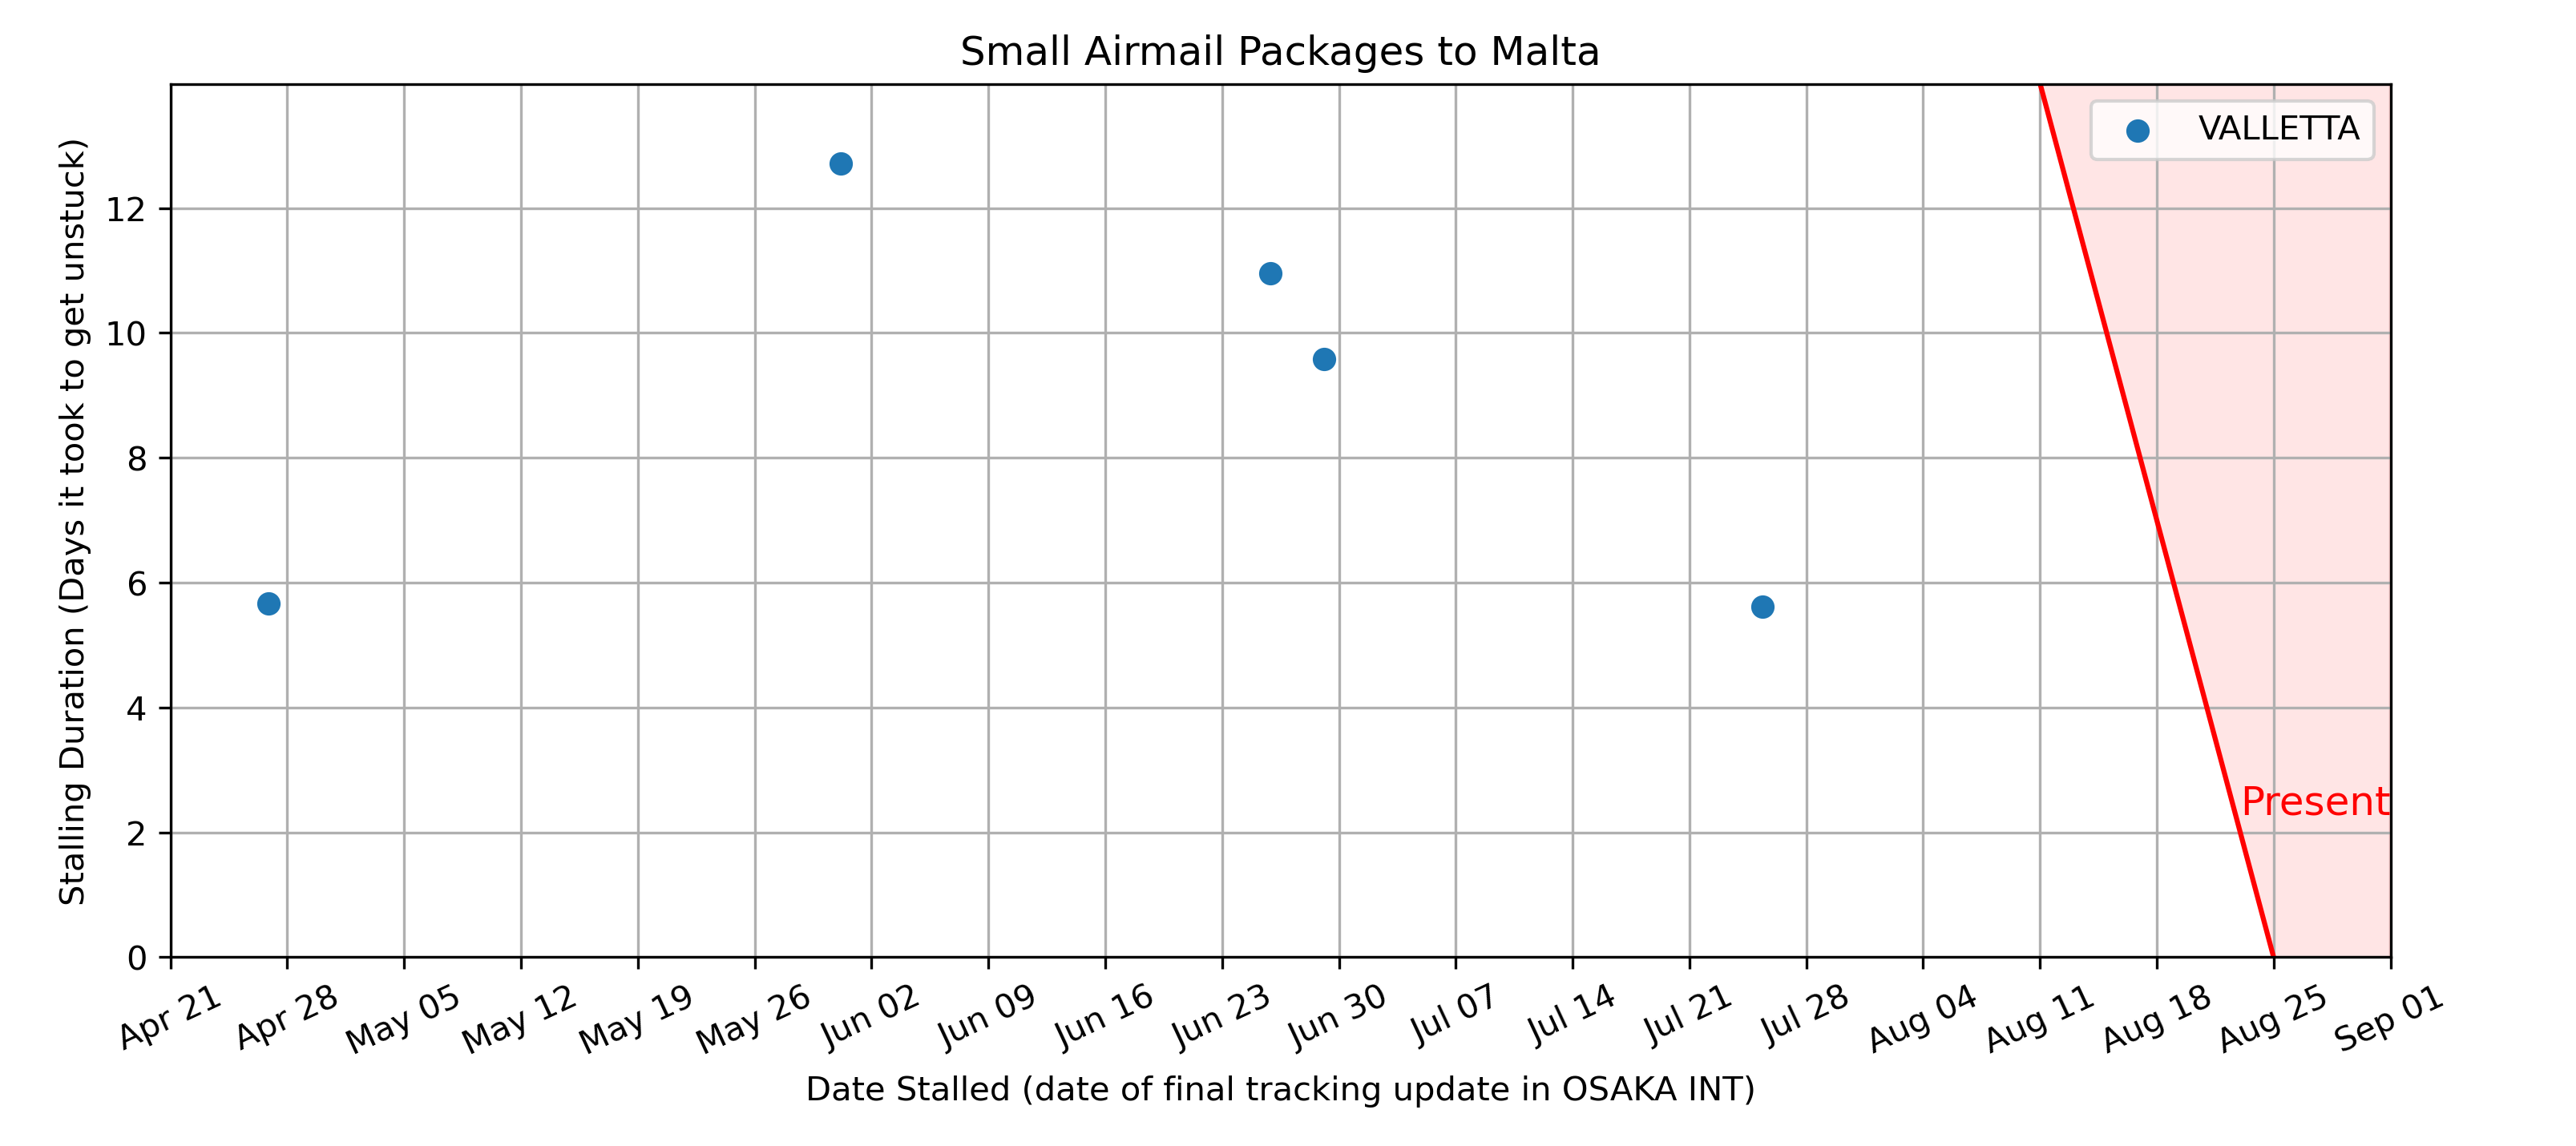 Small Airmail Packages to Malta
VALLETTA
Stalling Duration (Days it took to get unstuck)
12
10
8
6
4
2
0
Present
Apr 21
Apr 28
May 05
May 12
May 19
May 26
Jun 02
Jun 09
Jun 16
Jun 23
Jun 30
Jul 07
Jul 14
Jul 21
Jul 28
Aug 04
Aug 11
Aug 18
Aug 25
Sep 01
Date Stalled (date of final tracking update in OSAKA INT)